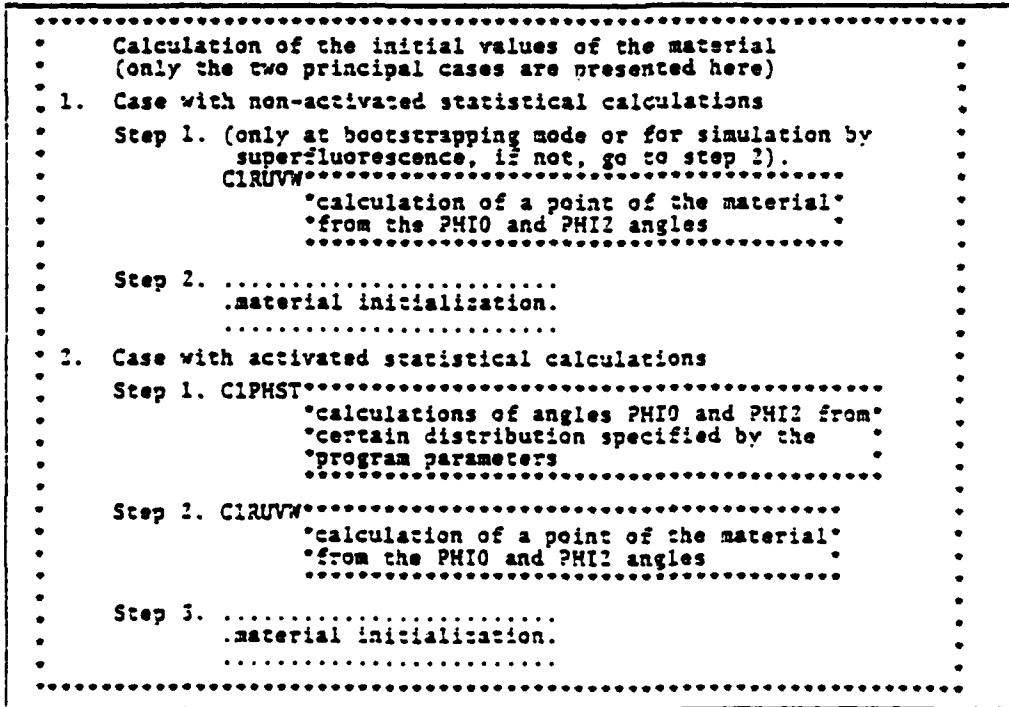 Calculation of the initial values of the material
(only the two principal cases are presented here)
1. Case with non-activated statistical calculations
Step 1. (only at bootstrapping mode or for simulation by
superfluorescence, if not, go to step 2).
C1RUVW****************************************
*calculation of a point of the material*
*from the PHI0 and PHI2 angles *
****************************************
Step 2. .........................
.material initialization.
.........................
2. Case with activated statistical calculations
Step 1. C1PHST*******************************************
*calculations of angles PHI0 and PHI2 from*
*certain distribution specified by the *
*program parameters *
*******************************************
Step 2. C1RUVW****************************************
*calculation of a point of the material*
*from the PHI0 and PHI2 angles *
****************************************
Step 3. .........................
.material initialization.
.........................